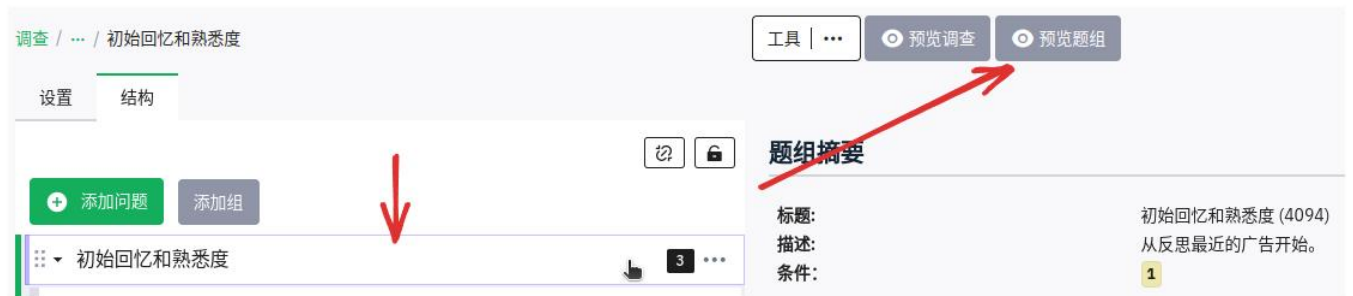 调查 / ··· / 初始回忆和熟悉度
工具 | ···
预览调查
预览题组
设置
结构
添加问题
添加组
初始回忆和熟悉度
3 ···
题组摘要
标题: 初始回忆和熟悉度 (4094)
描述: 从反思最近的广告开始。
条件: 1